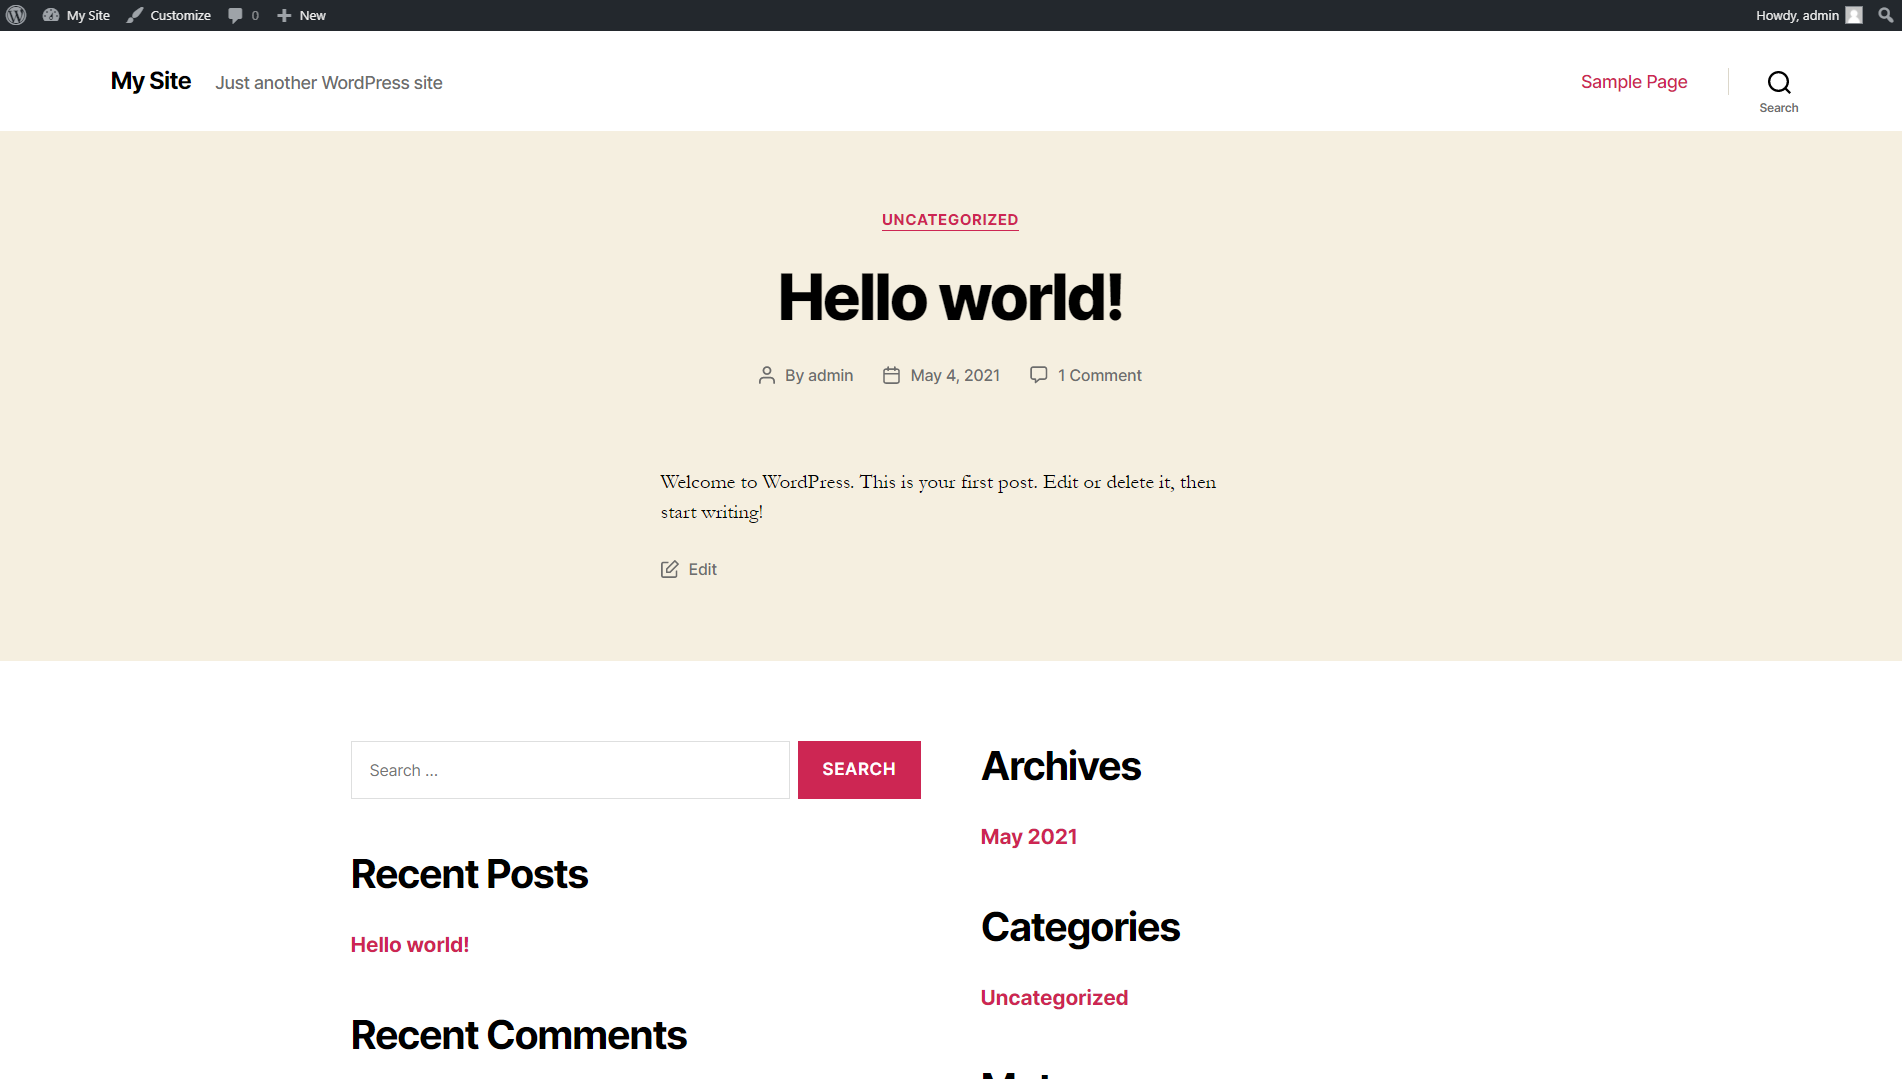 My Site Customize 0 New Howdy, admin
My Site Just another WordPress site Sample Page Search
UNCATEGORIZED
Hello world!
By admin May 4, 2021 1 Comment
Welcome to WordPress. This is your first post. Edit or delete it, then
start writing!
Edit
Search …
SEARCH
Recent Posts
Hello world!
Recent Comments
Archives
May 2021
Categories
Uncategorized